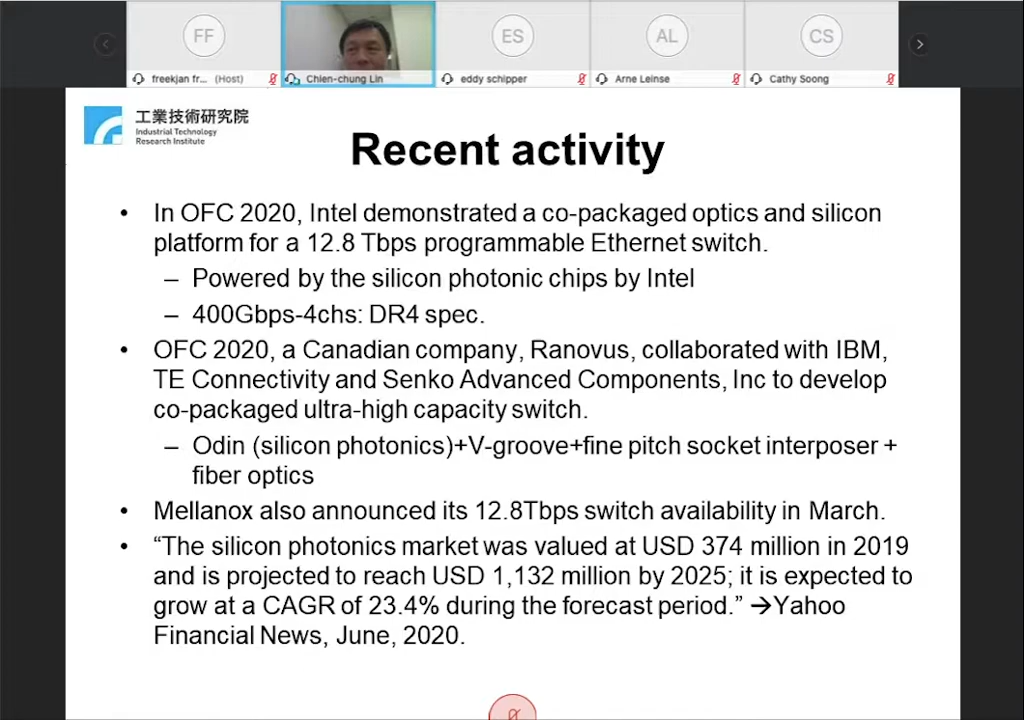 FF
ES
AL
CS
freekjan fr... (Host)
Chien-chung Lin
eddy schipper
Arne Leinse
Cathy Soong
工業技術研究院
Industrial Technology
Research Institute
Recent activity
• In OFC 2020, Intel demonstrated a co-packaged optics and silicon
platform for a 12.8 Tbps programmable Ethernet switch.
– Powered by the silicon photonic chips by Intel
– 400Gbps-4chs: DR4 spec.
• OFC 2020, a Canadian company, Ranovus, collaborated with IBM,
TE Connectivity and Senko Advanced Components, Inc to develop
co-packaged ultra-high capacity switch.
– Odin (silicon photonics)+V-groove+fine pitch socket interposer +
fiber optics
• Mellanox also announced its 12.8Tbps switch availability in March.
• “The silicon photonics market was valued at USD 374 million in 2019
and is projected to reach USD 1,132 million by 2025; it is expected to
grow at a CAGR of 23.4% during the forecast period.” →Yahoo
Financial News, June, 2020.